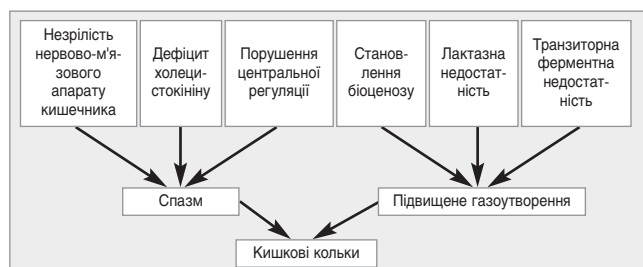 Незрілість
нервово-м'я-
зового
апарату
кишечника
Дефіцит
холеци-
стокініну
Порушення
центральної
регуляції
Станов-
лення
біоценозу
Лактазна
недостат-
ність
Транзиторна
ферментна
недостат-
ність
Спазм
Підвищене газоутворення
Кишкові кольки